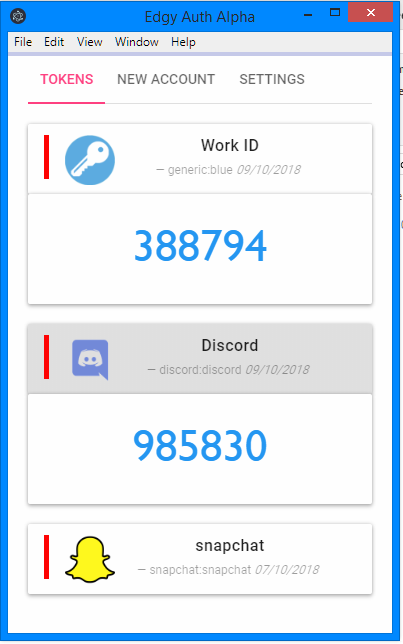 Edgy Auth Alpha
File Edit View Window Help
TOKENS NEW ACCOUNT SETTINGS
Work ID
— generic:blue 09/10/2018
388794
Discord
— discord:discord 09/10/2018
985830
snapchat
— snapchat:snapchat 07/10/2018